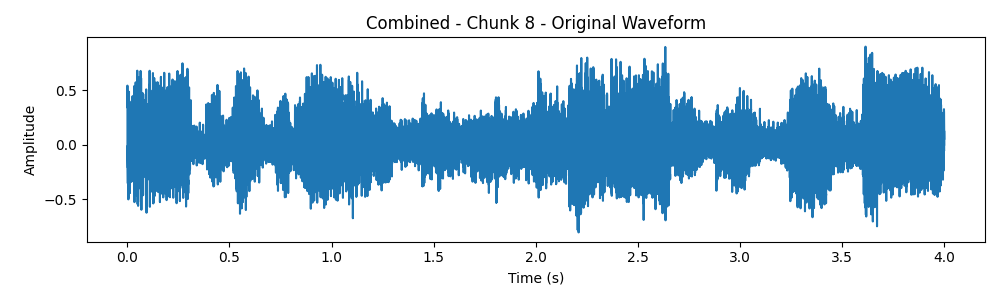 Combined - Chunk 8 - Original Waveform
Amplitude
0.5
0.0
−0.5
0.0 0.5 1.0 1.5 2.0 2.5 3.0 3.5 4.0
Time (s)